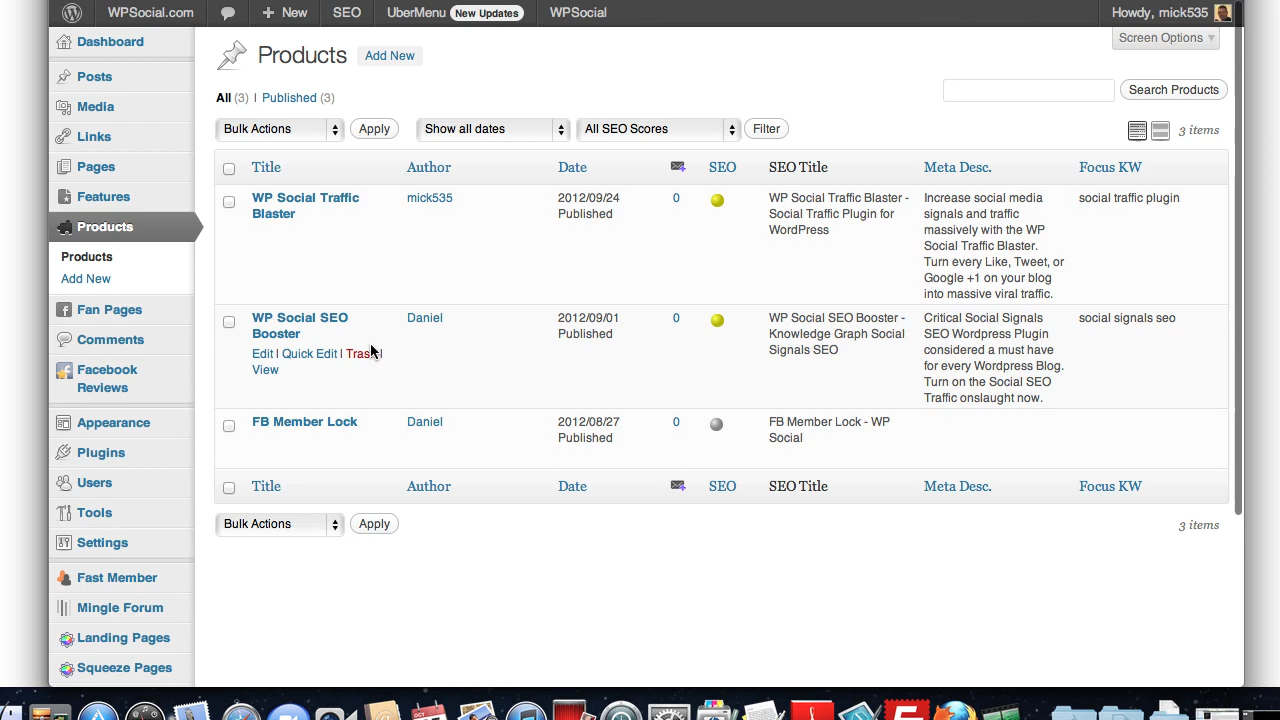 WPSocial.com
New
SEO
UberMenu New Updates
WPSocial
Howdy, mick535
Dashboard
Posts
Media
Links
Pages
Features
Products
Products
Add New
Fan Pages
Comments
Facebook
Reviews
Appearance
Plugins
Users
Tools
Settings
Fast Member
Mingle Forum
Landing Pages
Squeeze Pages
Screen Options
Products Add New
All (3) | Published (3)
Search Products
Bulk Actions Apply Show all dates All SEO Scores Filter 3 items
Title Author Date SEO SEO Title Meta Desc. Focus KW
WP Social Traffic
Blaster
mick535
2012/09/24
Published
0
WP Social Traffic Blaster -
Social Traffic Plugin for
WordPress
Increase social media
signals and traffic
massively with the WP
Social Traffic Blaster.
Turn every Like, Tweet, or
Google +1 on your blog
into massive viral traffic.
social traffic plugin
WP Social SEO
Booster
Edit | Quick Edit | Tras |
View
Daniel
2012/09/01
Published
0
WP Social SEO Booster -
Knowledge Graph Social
Signals SEO
Critical Social Signals
SEO Wordpress Plugin
considered a must have
for every Wordpress Blog.
Turn on the Social SEO
Traffic onslaught now.
social signals seo
FB Member Lock
Daniel
2012/08/27
Published
0
FB Member Lock - WP
Social
Title Author Date SEO SEO Title Meta Desc. Focus KW
Bulk Actions Apply 3 items
OCT